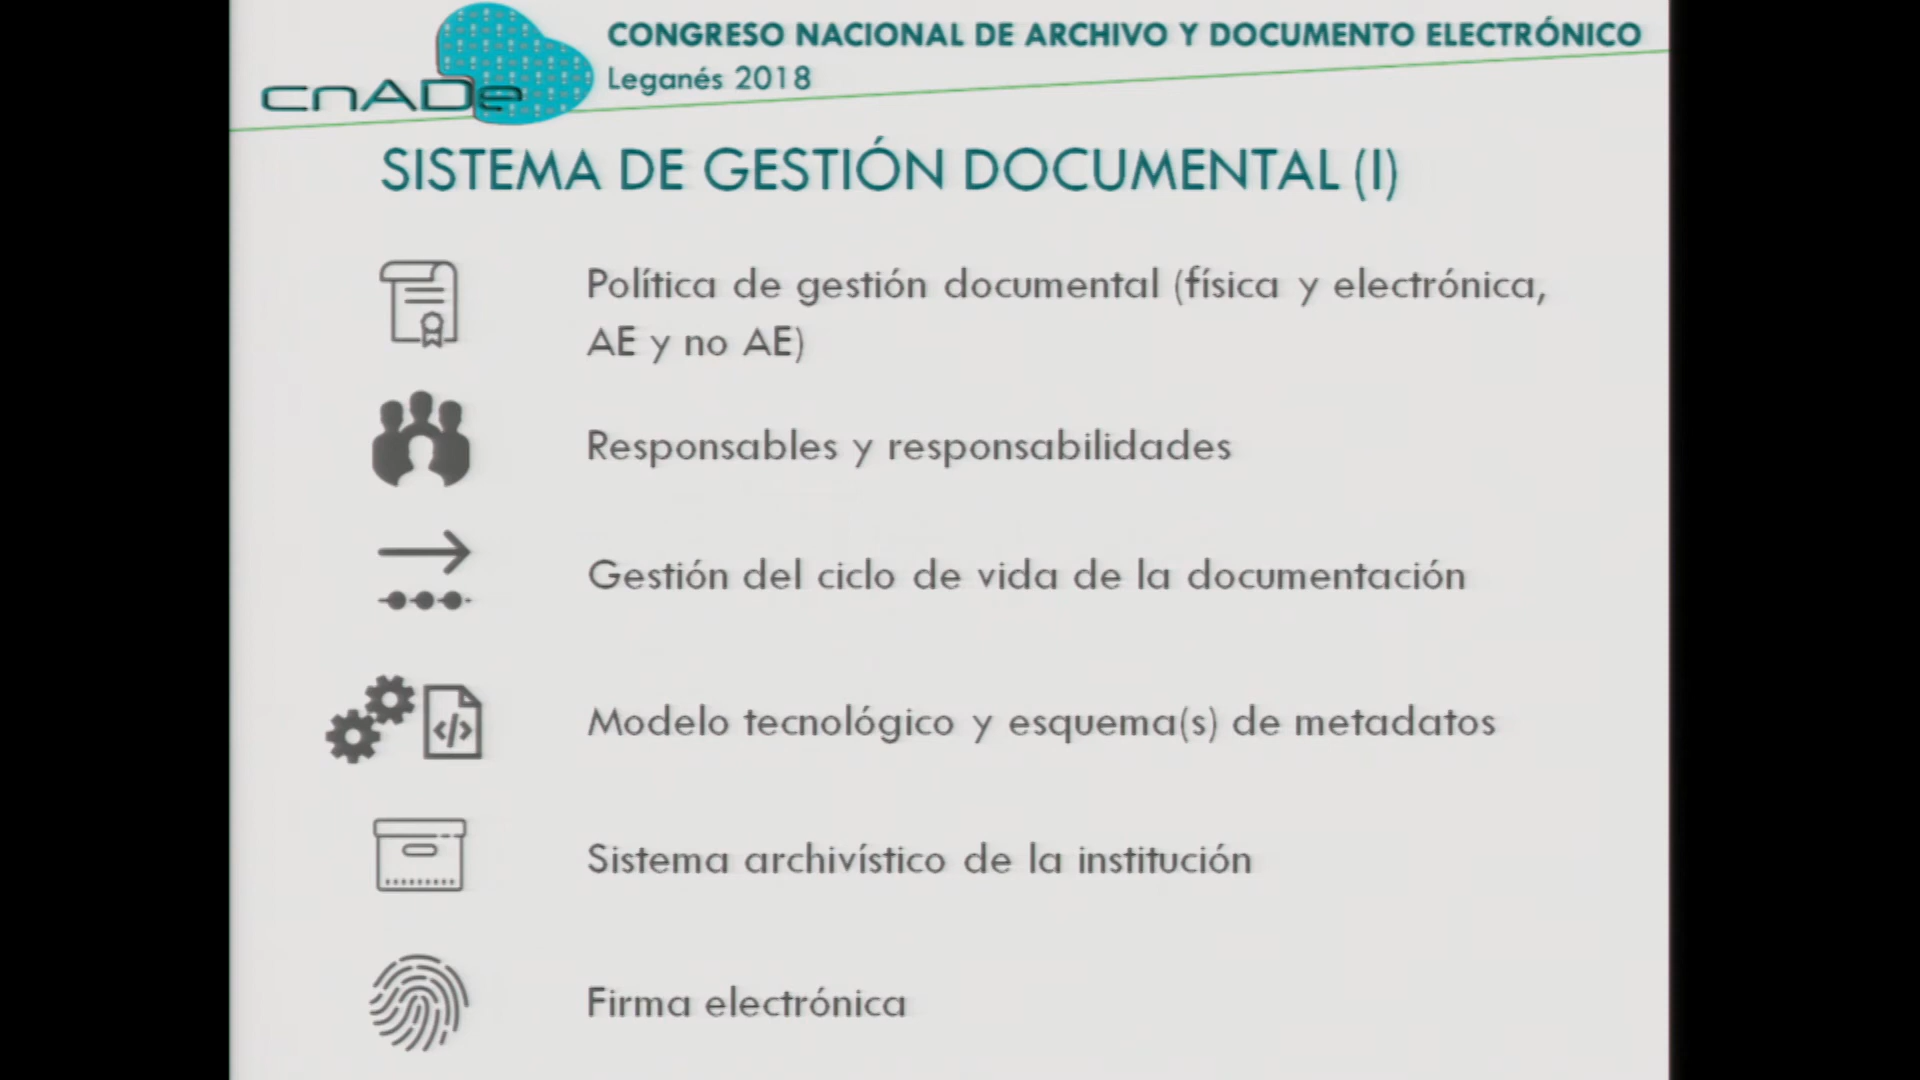 CONGRESO NACIONAL DE ARCHIVO Y DOCUMENTO ELECTRÓNICO
cnADe
Leganés 2018
SISTEMA DE GESTIÓN DOCUMENTAL (I)
Política de gestión documental (física y electrónica,
AE y no AE)
Responsables y responsabilidades
Gestión del ciclo de vida de la documentación
</>
Modelo tecnológico y esquema(s) de metadatos
Sistema archivístico de la institución
Firma electrónica